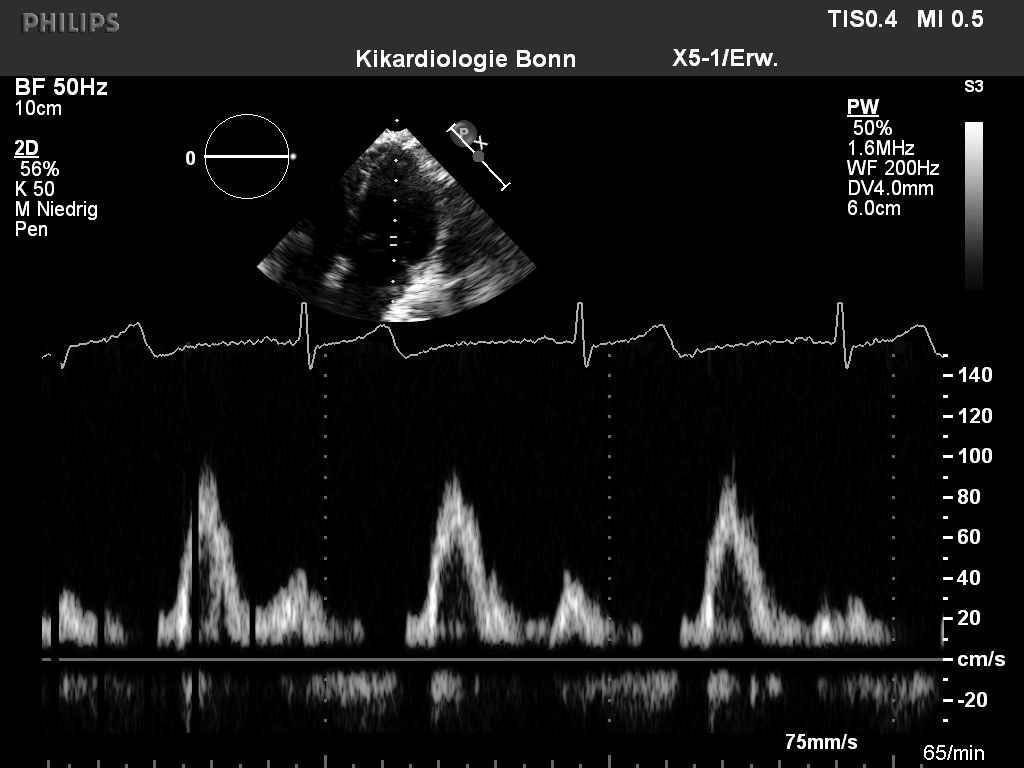 PHILIPS
TIS0.4 MI 0.5
Kikardiologie Bonn X5-1/Erw.
BF 50Hz
10cm
2D
56%
K 50
M Niedrig
Pen
0
P
X
S3
PW
50%
1.6MHz
WF 200Hz
DV4.0mm
6.0cm
140
120
100
80
60
40
20
cm/s
-20
75mm/s
65/min